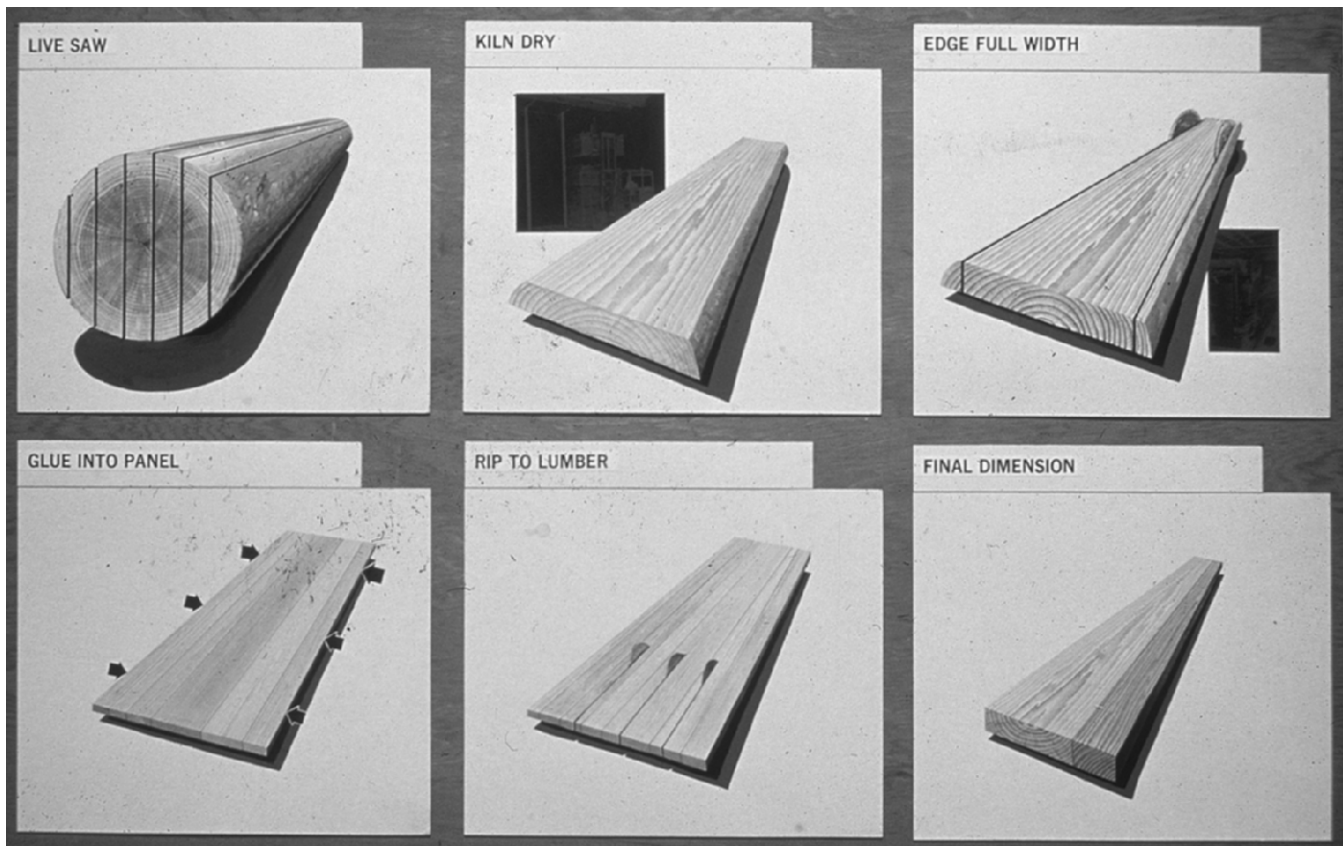 LIVE SAW
KILN DRY
EDGE FULL WIDTH
GLUE INTO PANEL
RIP TO LUMBER
FINAL DIMENSION